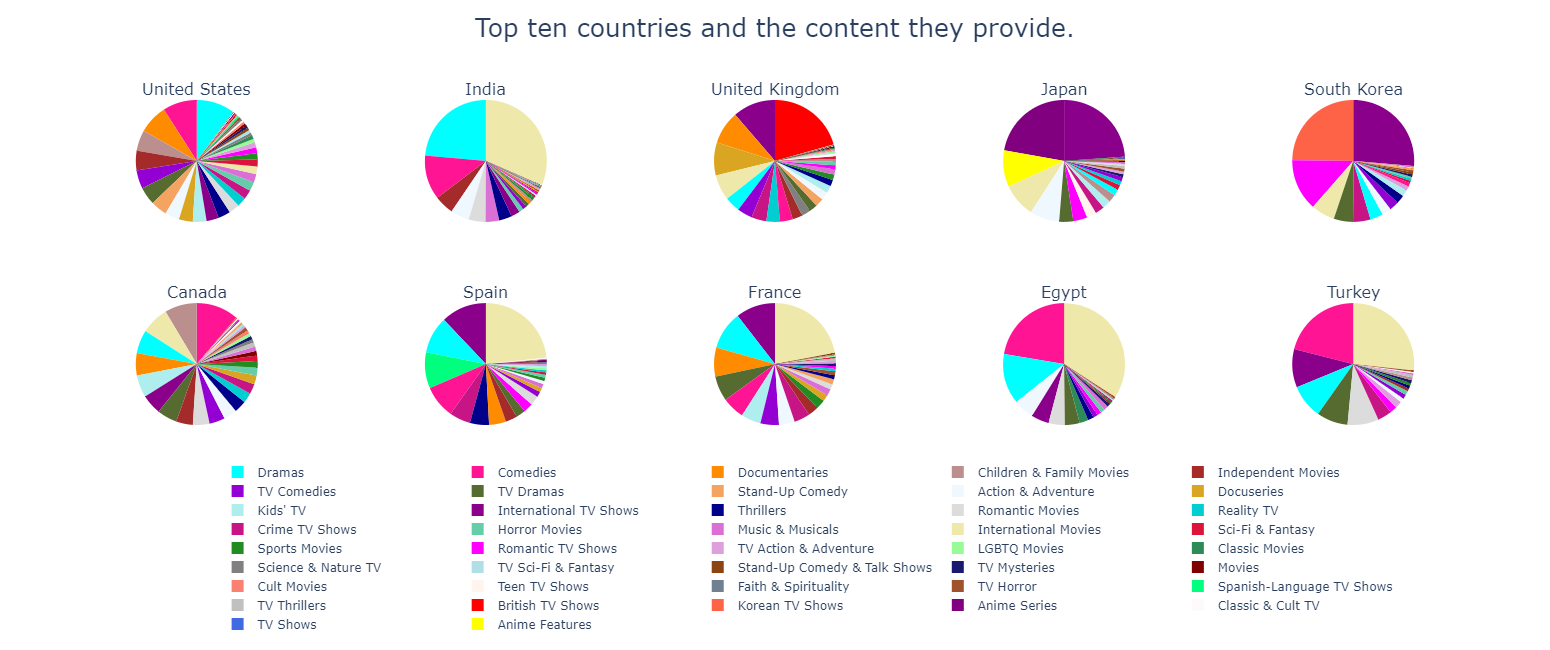 Top ten countries and the content they provide.
United States
India
United Kingdom
Japan
South Korea
Canada
Spain
France
Egypt
Turkey
Dramas
Comedies
Documentaries
Children & Family Movies
Independent Movies
TV Comedies
TV Dramas
Stand-Up Comedy
Action & Adventure
Docuseries
Kids' TV
International TV Shows
Thrillers
Romantic Movies
Reality TV
Crime TV Shows
Horror Movies
Music & Musicals
International Movies
Sci-Fi & Fantasy
Sports Movies
Romantic TV Shows
TV Action & Adventure
LGBTQ Movies
Classic Movies
Science & Nature TV
TV Sci-Fi & Fantasy
Stand-Up Comedy & Talk Shows
TV Mysteries
Movies
Cult Movies
Teen TV Shows
Faith & Spirituality
TV Horror
Spanish-Language TV Shows
TV Thrillers
British TV Shows
Korean TV Shows
Anime Series
Classic & Cult TV
TV Shows
Anime Features